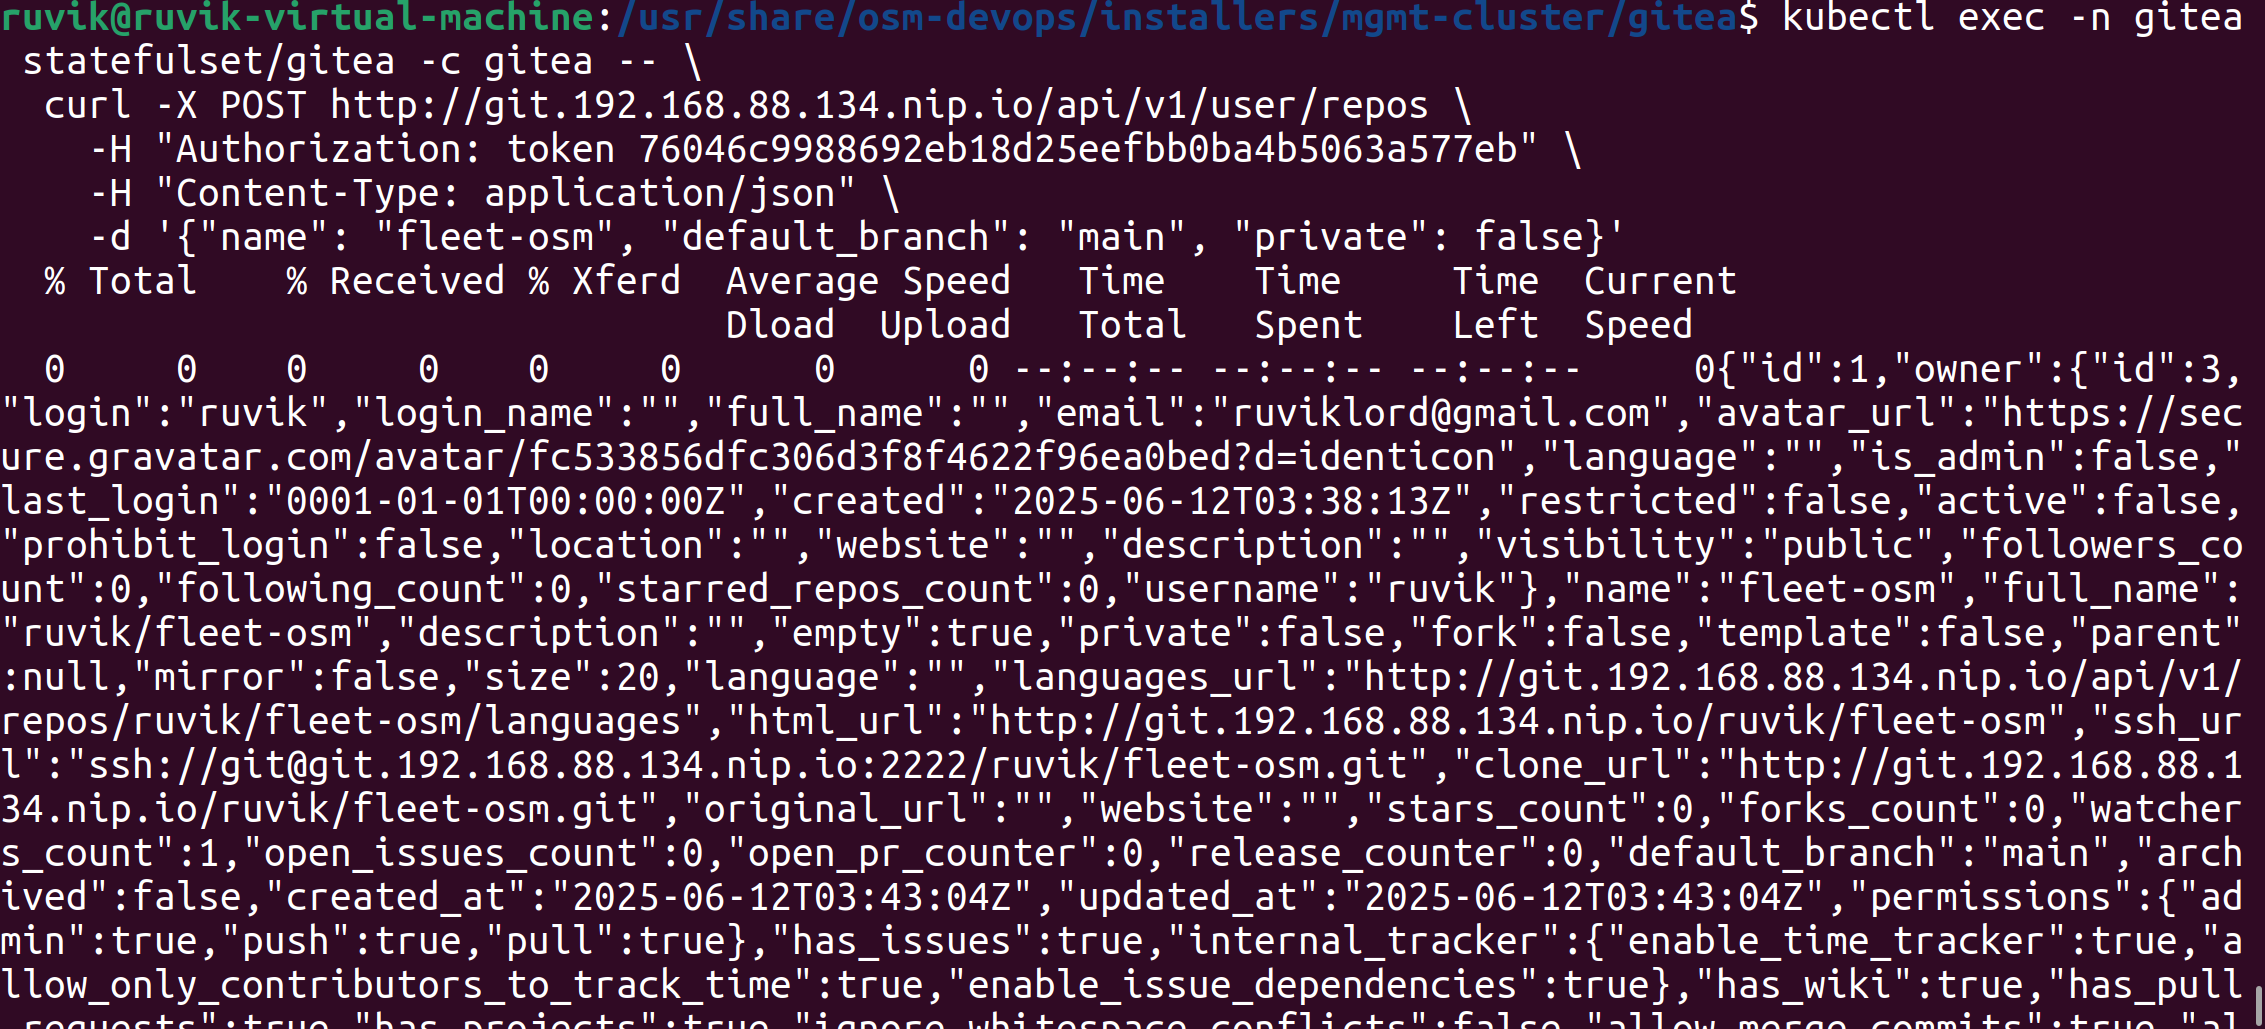 ruvik@ruvik-virtual-machine:/usr/share/osm-devops/installers/mgmt-cluster/gitea$ kubectl exec -n gitea
 statefulset/gitea -c gitea -- \
  curl -X POST http://git.192.168.88.134.nip.io/api/v1/user/repos \
    -H "Authorization: token 76046c9988692eb18d25eefbb0ba4b5063a577eb" \
    -H "Content-Type: application/json" \
    -d '{"name": "fleet-osm", "default_branch": "main", "private": false}'
  % Total    % Received % Xferd  Average Speed   Time    Time     Time  Current
                                 Dload  Upload   Total   Spent    Left  Speed
  0     0    0     0    0     0      0      0 --:--:-- --:--:-- --:--:--     0{"id":1,"owner":{"id":3,
"login":"ruvik","login_name":"","full_name":"","email":"ruviklord@gmail.com","avatar_url":"https://sec
ure.gravatar.com/avatar/fc533856dfc306d3f8f4622f96ea0bed?d=identicon","language":"","is_admin":false,"
last_login":"0001-01-01T00:00:00Z","created":"2025-06-12T03:38:13Z","restricted":false,"active":false,
"prohibit_login":false,"location":"","website":"","description":"","visibility":"public","followers_co
unt":0,"following_count":0,"starred_repos_count":0,"username":"ruvik"},"name":"fleet-osm","full_name":
"ruvik/fleet-osm","description":"","empty":true,"private":false,"fork":false,"template":false,"parent"
:null,"mirror":false,"size":20,"language":"","languages_url":"http://git.192.168.88.134.nip.io/api/v1/
repos/ruvik/fleet-osm/languages","html_url":"http://git.192.168.88.134.nip.io/ruvik/fleet-osm","ssh_ur
l":"ssh://git@git.192.168.88.134.nip.io:2222/ruvik/fleet-osm.git","clone_url":"http://git.192.168.88.1
34.nip.io/ruvik/fleet-osm.git","original_url":"","website":"","stars_count":0,"forks_count":0,"watcher
s_count":1,"open_issues_count":0,"open_pr_counter":0,"release_counter":0,"default_branch":"main","arch
ived":false,"created_at":"2025-06-12T03:43:04Z","updated_at":"2025-06-12T03:43:04Z","permissions":{"ad
min":true,"push":true,"pull":true},"has_issues":true,"internal_tracker":{"enable_time_tracker":true,"a
llow_only_contributors_to_track_time":true,"enable_issue_dependencies":true},"has_wiki":true,"has_pull
_requests":true,"has_projects":true,"ignore_whitespace_conflicts":false,"allow_merge_commits":true,"al